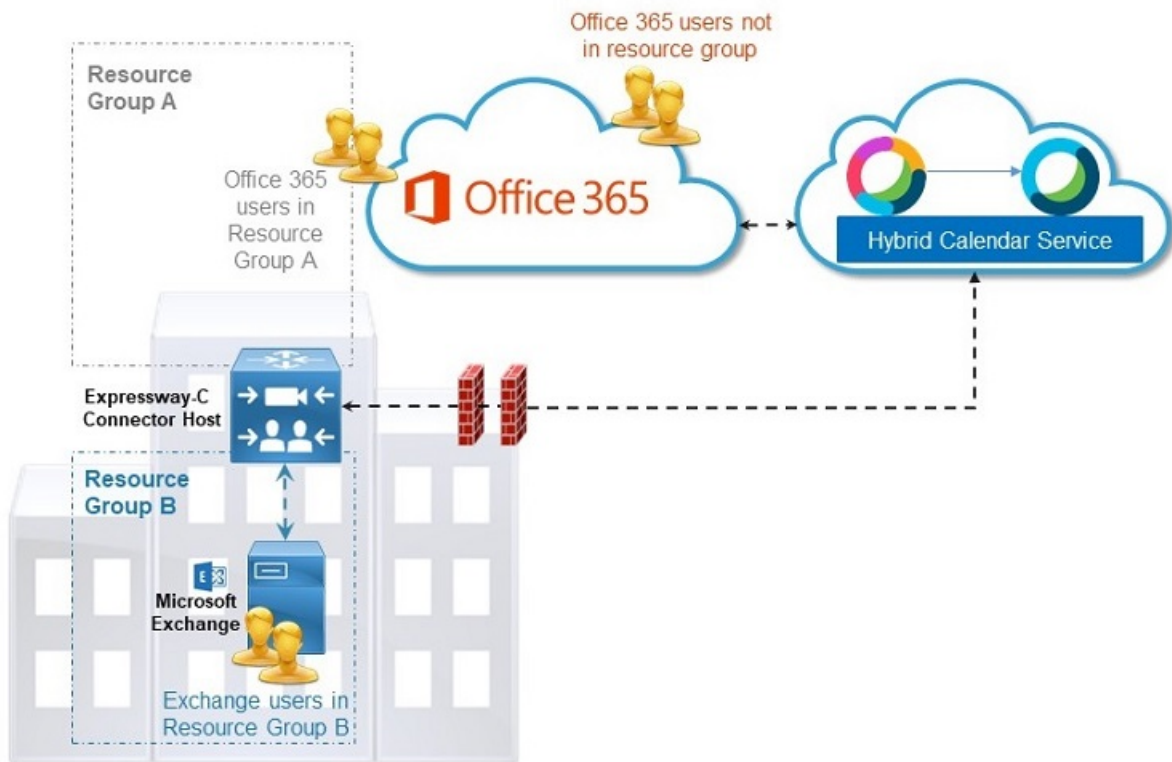 Office 365 users not
in resource group
Resource
Group A
Office 365
users in
Resource
Group A
Office 365
Hybrid Calendar Service
Expressway-C
Connector Host
Resource
Group B
E
Microsoft
Exchange
Exchange users in
Resource Group B